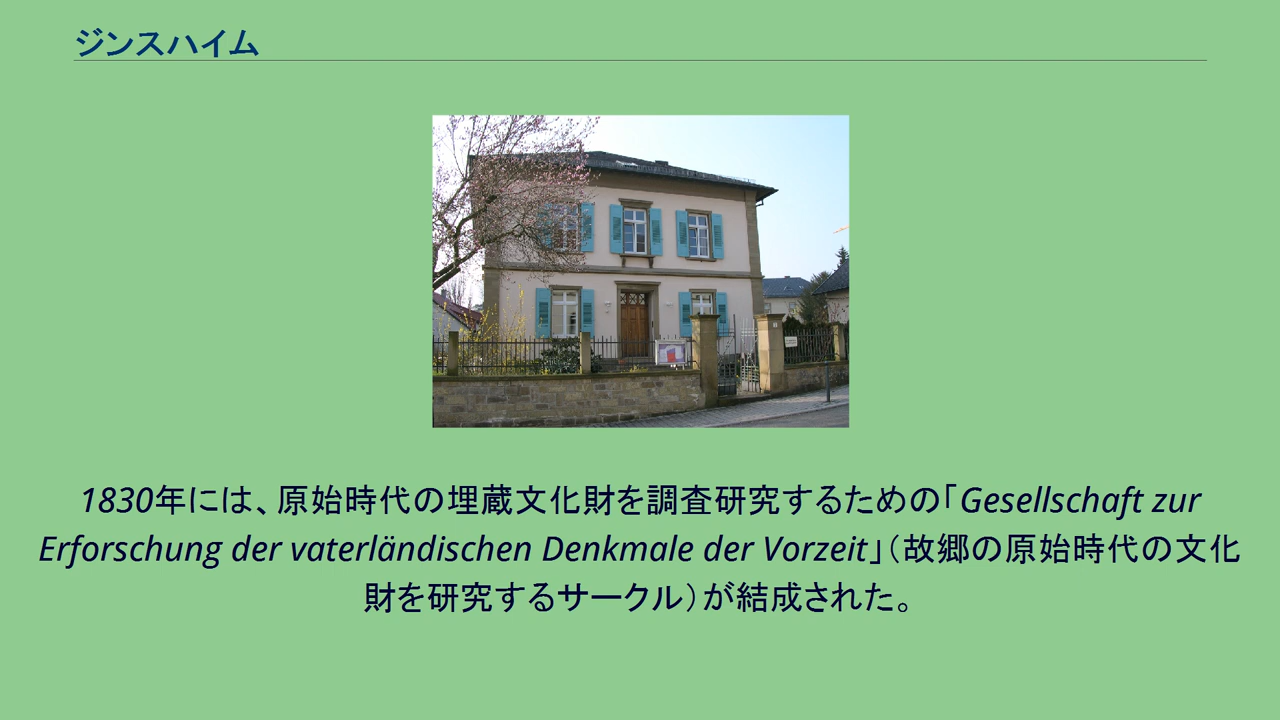 ジンスハイム
1830年には、原始時代の埋蔵文化財を調査研究するための「Gesellschaft zur
Erforschung der vaterländischen Denkmale der Vorzeit」（故郷の原始時代の文化
財を研究するサークル）が結成された。